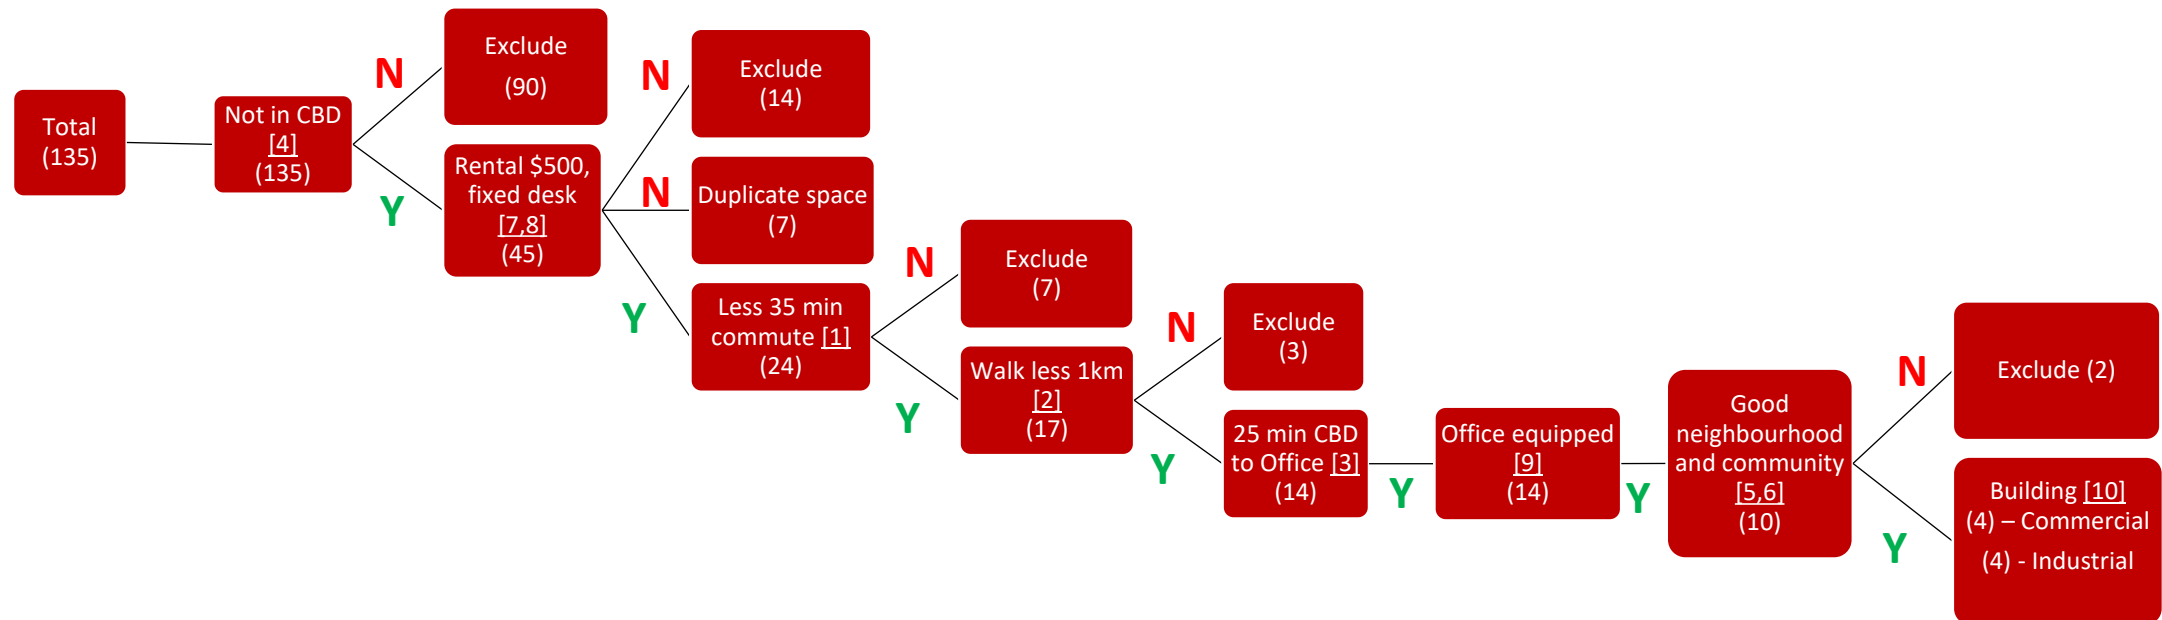 Total
(135)
Not in CBD
[4]
(135)
N
Y
Exclude
(90)
Rental $500,
fixed desk
[7,8]
(45)
N
N
Y
Exclude
(14)
Duplicate space
(7)
Less 35 min
commute [1]
(24)
N
Y
Exclude
(7)
Walk less 1km
[2]
(17)
N
Y
Exclude
(3)
25 min CBD
to Office [3]
(14)
Y
Office equipped
[9]
(14)
Y
Good
neighbourhood
and community
[5,6]
(10)
N
Y
Exclude (2)
Building [10]
(4) – Commercial
(4) - Industrial